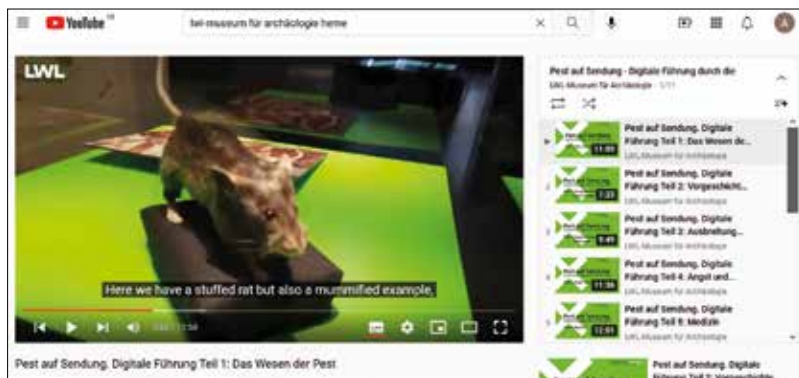 YouTube
lwl-museum für archäologie herne
LWL
Here we have a stuffed rat but also a mummified example,
Pest auf Sendung. Digitale Führung Teil 1: Das Wesen der Pest
Pest auf Sendung - Digitale Führung durch die
LWL-Museum für Archäologie - 1/11
Pest auf Sendung. Digitale
Führung Teil 1: Das Wesen de...
LWL-Museum für Archäologie
Pest auf Sendung. Digitale
Führung Teil 2: Vorgeschicht...
7:23
LWL-Museum für Archäologie
Pest auf Sendung. Digitale
Führung Teil 3: Ausbreitung...
LWL-Museum für Archäologie
Pest auf Sendung. Digitale
Führung Teil 4: Angst und...
11:36
LWL-Museum für Archäologie
Pest auf Sendung. Digitale
Führung Teil 5: Medizin
12:01
LWL-Museum für Archäologie
Pest auf Sendung. Digitale